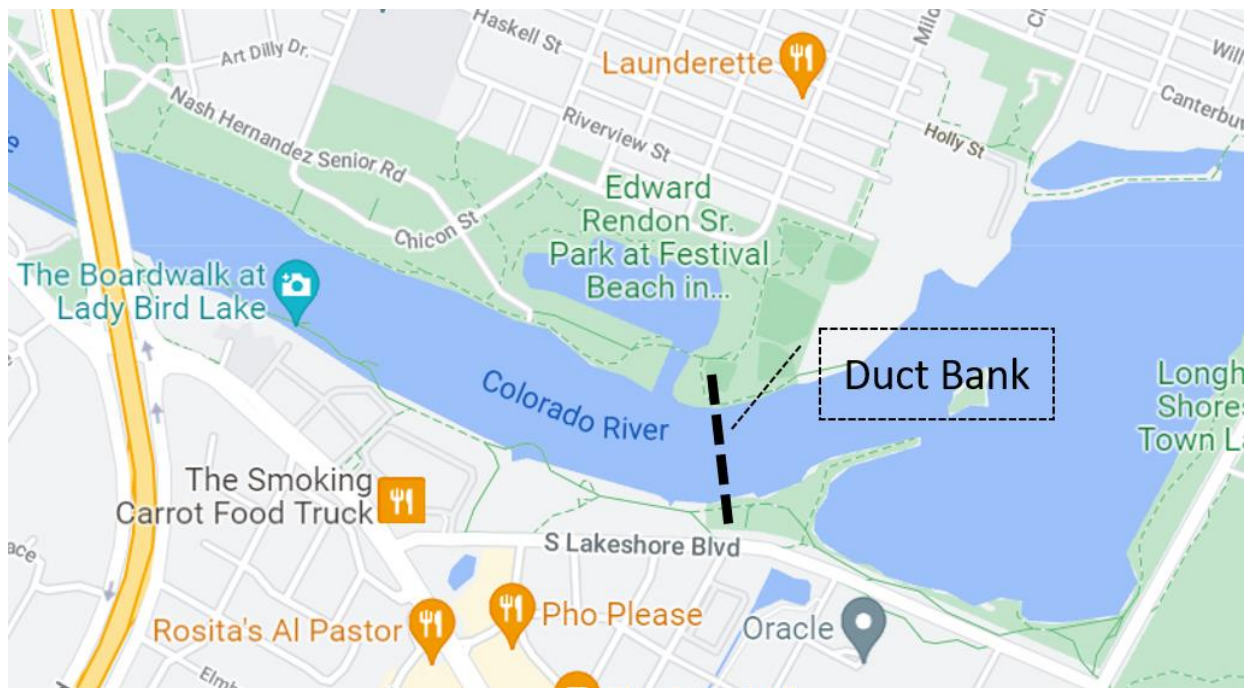 Haskell St
Art Dilly Dr.
Launderette
Nash Hernandez Senior Rd
Riverview St
Holly St
Canterbu
Chicon St
Edward
Rendon Sr.
Park at Festival
Beach in...
The Boardwalk at
Lady Bird Lake
Duct Bank
Colorado River
Longh
Shores
Town La
The Smoking
Carrot Food Truck
S Lakeshore Blvd
Rosita's Al Pastor
Pho Please
Oracle